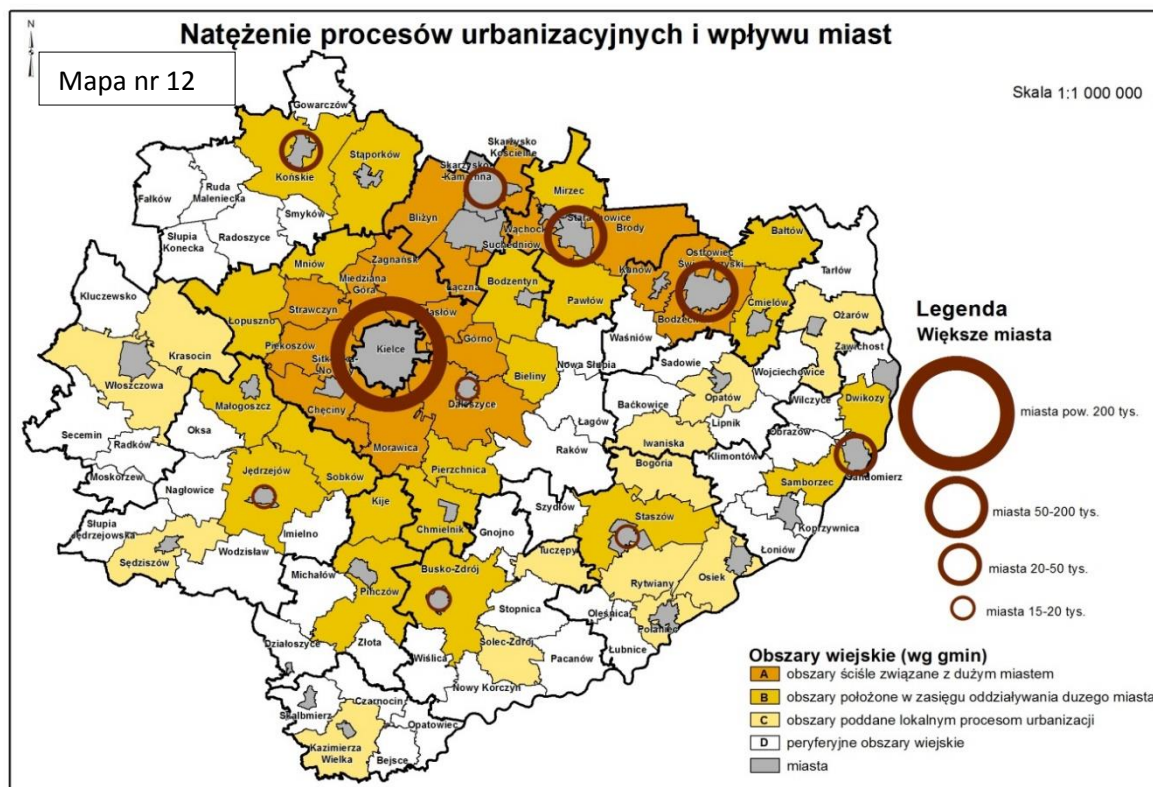 Natężenie procesów urbanizacyjnych i wpływu miast
N
Mapa nr 12
Skala 1:1 000 000
Gowarczów
Końskie
Stąporków
Skarżysko
Kościelne
Skarżysko
Kamienna
Mirzec
Fałków
Ruda
Maleniecka
Smyków
Bliżyn
Wąchock
Starachowice
Brody
Słupia
Konecka
Radoszyce
Suchedniów
Bałtów
Mniów
Zagnańsk
Łączna
Bodzentyn
Kunów
Ostrowiec
Świętokrzyski
Tarłów
Kluczewsko
Miedziana
Góra
Masłów
Pawłów
Ćmielów
Łopuszno
Strawczyn
Bodzechów
Ożarów
Krasocin
Piekoszów
Kielce
Górno
Waśniów
Zawichost
Włoszczowa
Sitkówka-
Nowiny
Bieliny
Nowa Słupia
Sadowie
Wojciechowice
Małogoszcz
Chęciny
Daleszyce
Opatów
Wilczyce
Dwikozy
Secemin
Oksa
Łagów
Baćkowice
Lipnik
Radków
Morawica
Raków
Iwaniska
Obrazów
Moskorzew
Jędrzejów
Sobków
Pierzchnica
Bogoria
Klimontów
Sandomierz
Nagłowice
Kije
Samborzec
Słupia
Jędrzejowska
Imielno
Chmielnik
Szydłów
Staszów
Koprzywnica
Sędziszów
Wodzisław
Gnojno
Łoniów
Michałów
Busko-Zdrój
Tuczępy
Rytwiany
Osiek
Pińczów
Stopnica
Oleśnica
Połaniec
Działoszyce
Złota
Wiślica
Solec-Zdrój
Pacanów
Łubnice
Nowy Korczyn
Skalbmierz
Czarnocin
Opatowiec
Kazimierza
Wielka
Bejsce
Legenda
Większe miasta
miasta pow. 200 tys.
miasta 50-200 tys.
miasta 20-50 tys.
miasta 15-20 tys.
Obszary wiejskie (wg gmin)
A obszary ściśle związane z dużym miastem
B obszary położone w zasięgu oddziaływania duzego miasta
C obszary poddane lokalnym procesom urbanizacji
D peryferyjne obszary wiejskie
miasta